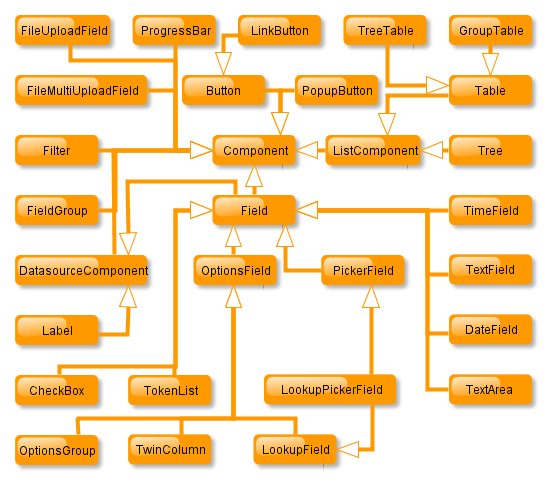 FileUploadField
ProgressBar
LinkButton
TreeTable
GroupTable
FileMultiUploadField
Button
PopupButton
Table
Filter
Component
ListComponent
Tree
FieldGroup
Field
TimeField
DatasourceComponent
OptionsField
PickerField
TextField
Label
DateField
CheckBox
TokenList
LookupPickerField
TextArea
OptionsGroup
TwinColumn
LookupField